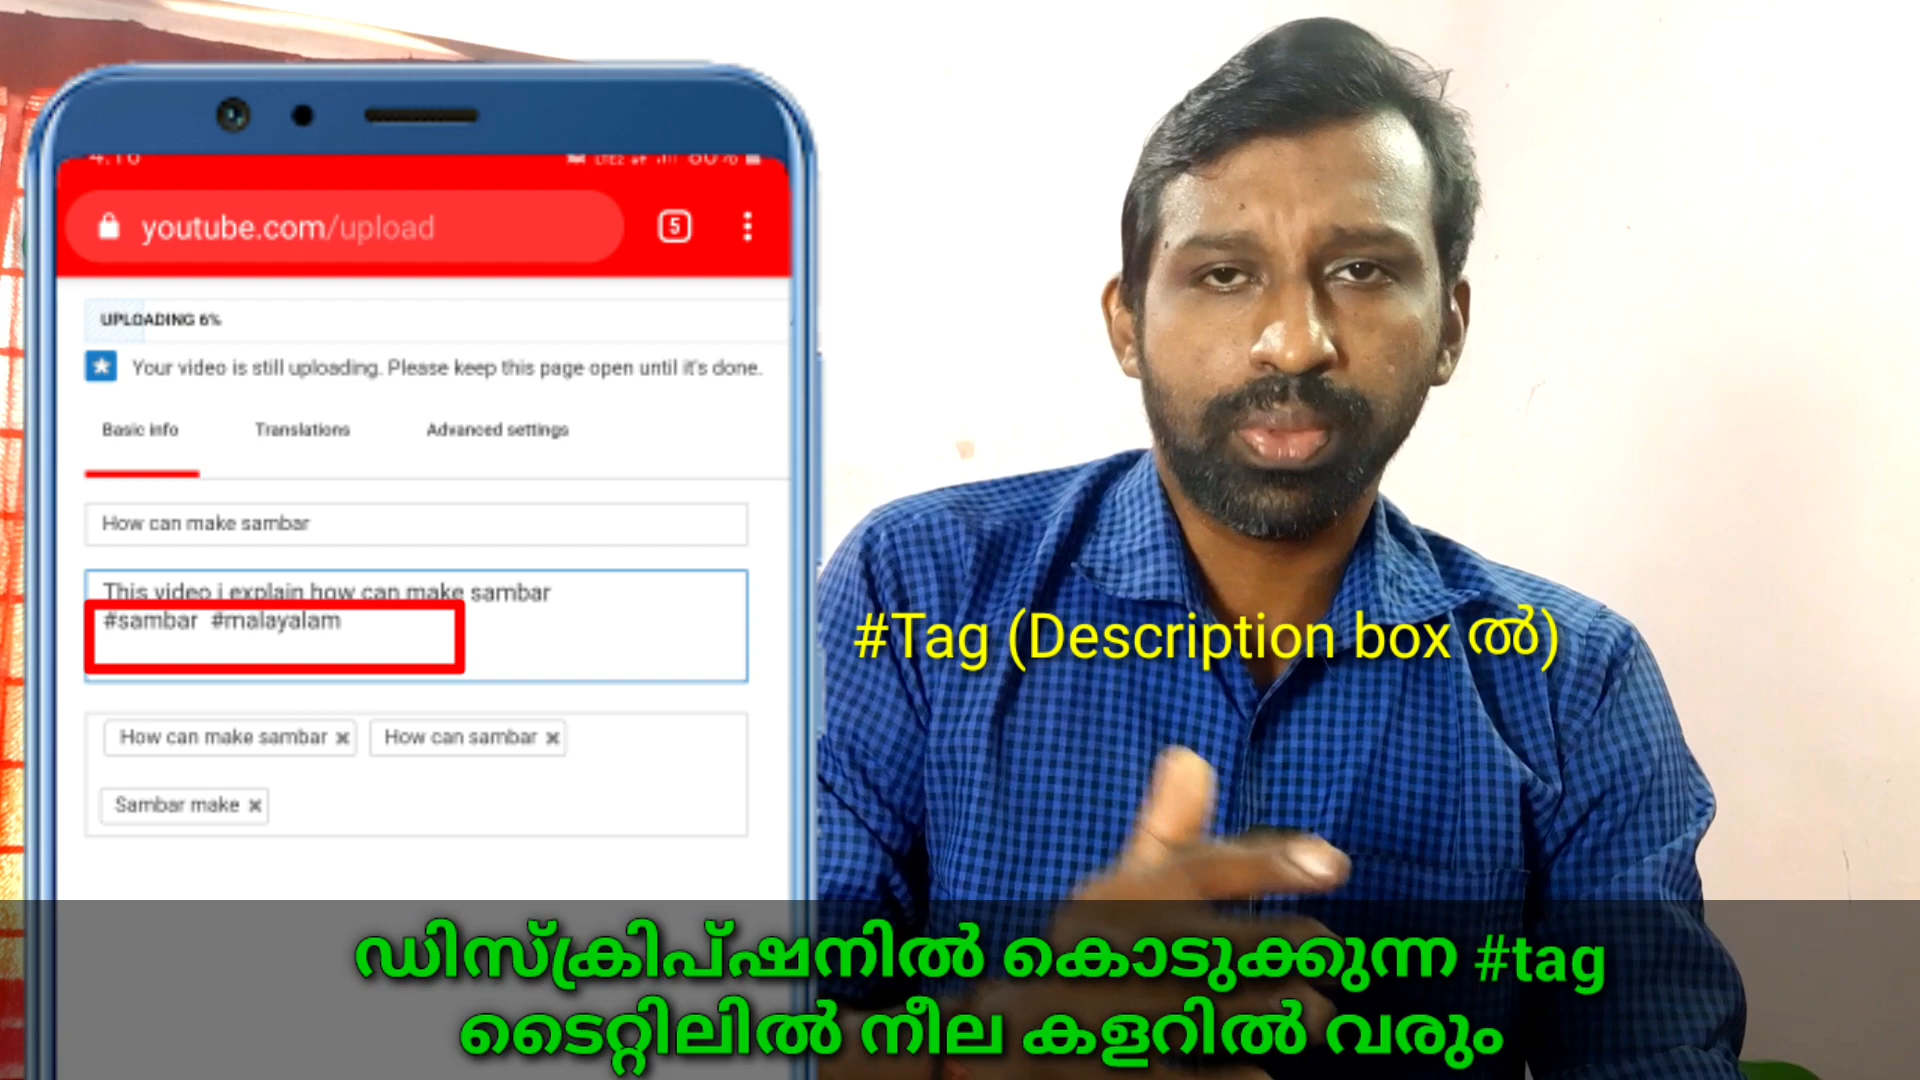 youtube.com/upload
5
UPLOADING 6%
Your video is still uploading. Please keep this page open until it's done.
Basic info
Translations
Advanced settings
How can make sambar
This video i explain how can make sambar
#sambar #malayalam
How can make sambar ×
How can sambar ×
Sambar make ×
#Tag (Description box ൽ)
ഡിസ്ക്രിപ്ഷനിൽ കൊടുക്കുന്ന #tag
ടൈറ്റിലിൽ നീല കളറിൽ വരും